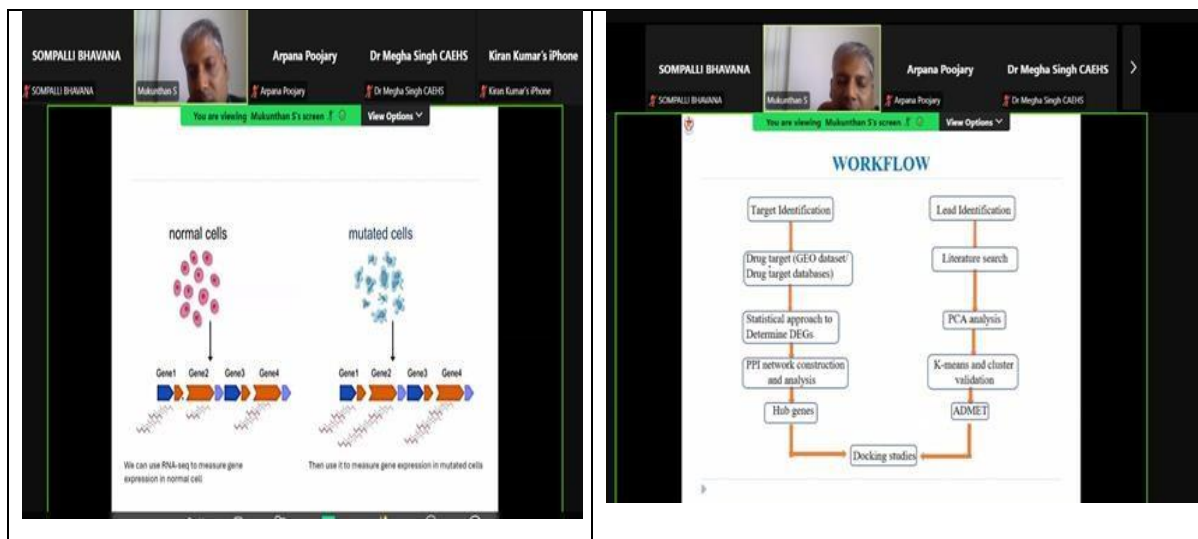 SOMPALLI BHAVANA
Arpana Poojary
Dr Megha Singh CAEHS
Kiran Kumar's iPhone
SOMPALLI BHAVANA
Mukunthan S
Arpana Poojary
Dr Megha Singh CAEHS
Kiran Kumar's iPhone
You are viewing Mukunthan S's screen
View Options
normal cells
mutated cells
Gene1 Gene2 Gene3 Gene4
Gene1 Gene2 Gene3 Gene4
We can use RNA-seq to measure gene
expression in normal cell
Then use it to measure gene expression in mutated cells
SOMPALLI BHAVANA
Arpana Poojary
Dr Megha Singh CAEHS
SOMPALLI BHAVANA
Mukunthan S
Arpana Poojary
Dr Megha Singh CAEHS
You are viewing Mukunthan S's screen
View Options
WORKFLOW
Target Identification
Drug target (GEO dataset/
Drug target databases)
Statistical approach to
Determine DEGs
PPI network construction
and analysis
Hub genes
Lead Identification
Literature search
PCA analysis
K-means and cluster
validation
ADMET
Docking studies